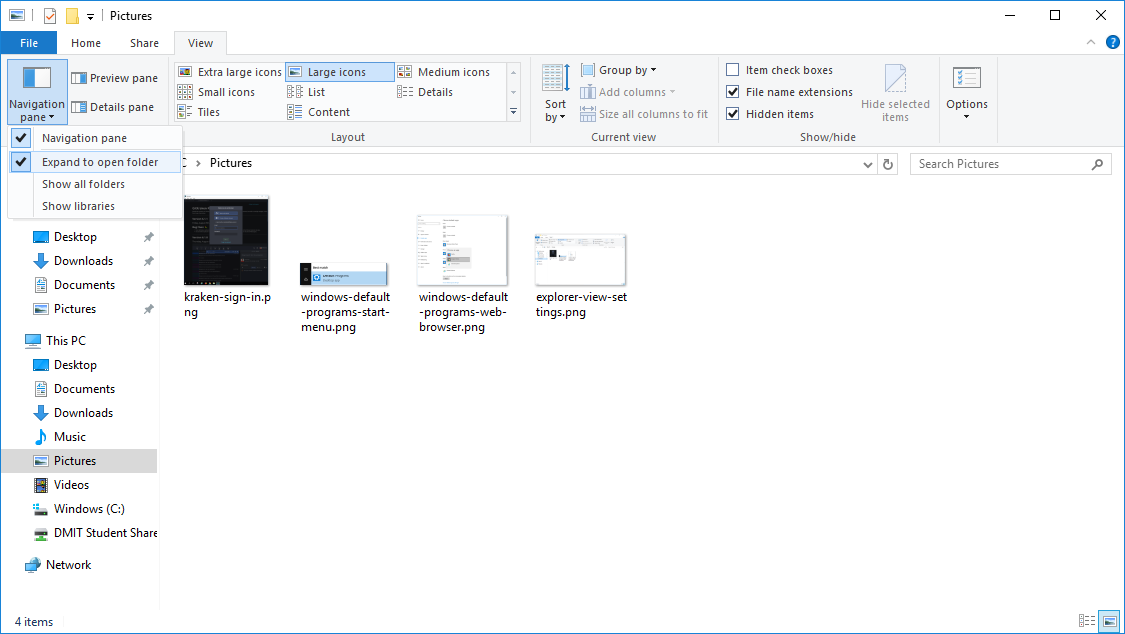 Pictures
File
Home
Share
View
Navigation
pane
Preview pane
Details pane
Extra large icons
Large icons
Medium icons
Small icons
List
Details
Tiles
Content
Layout
Sort
by
Group by
Add columns
Size all columns to fit
Current view
Item check boxes
File name extensions
Hidden items
Hide selected
items
Show/hide
Options
Navigation pane
Expand to open folder
Show all folders
Show libraries
C > Pictures
Search Pictures
Desktop
Downloads
Documents
Pictures
This PC
Desktop
Documents
Downloads
Music
Pictures
Videos
Windows (C:)
DMIT Student Share
Network
kraken-sign-in.p
ng
windows-default
-programs-start-
menu.png
windows-default
-programs-web-
browser.png
explorer-view-set
tings.png
4 items